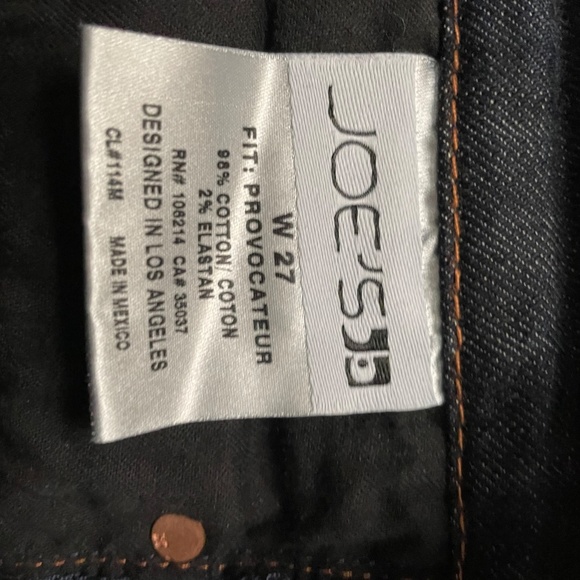 JOE'S
W 27
FIT: PROVOCATEUR
98% COTTON/ COTON
2% ELASTAN
RN# 106214 CA# 35037
DESIGNED IN LOS ANGELES
CL#114M MADE IN MEXICO